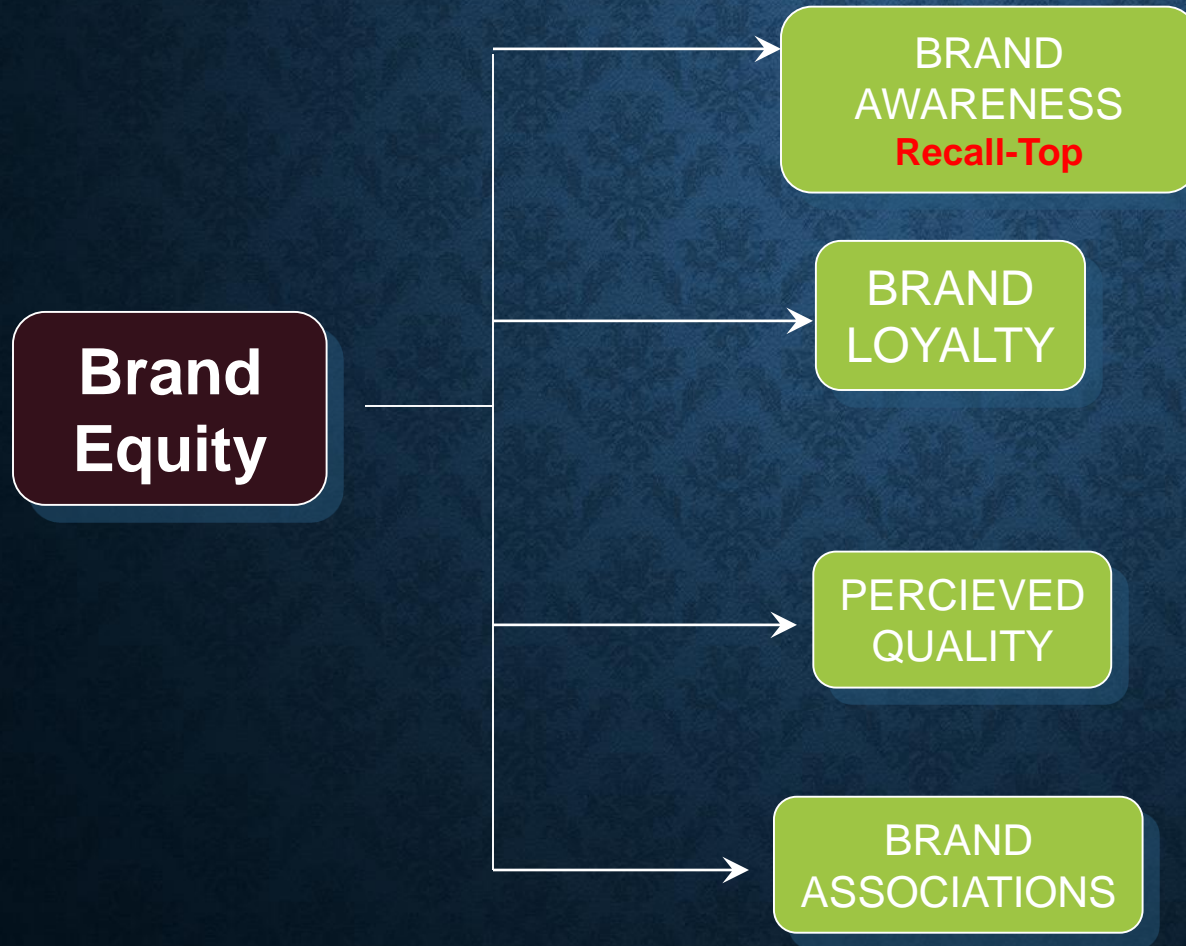 Brand
Equity
BRAND
AWARENESS
Recall-Top
BRAND
LOYALTY
PERCIEVED
QUALITY
BRAND
ASSOCIATIONS